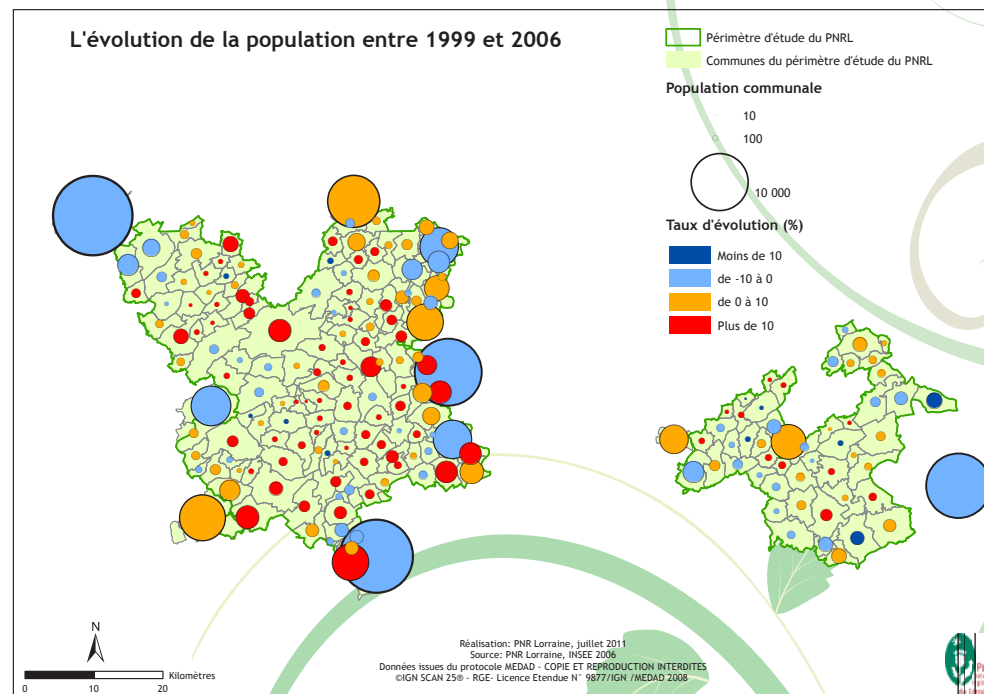 L'évolution de la population entre 1999 et 2006
Périmètre d'étude du PNRL
Communes du périmètre d'étude du PNRL
Population communale
10
100
10 000
Taux d'évolution (%)
Moins de 10
de -10 à 0
de 0 à 10
Plus de 10
N
Kilomètres
0 10 20
Réalisation: PNR Lorraine, juillet 2011
Source: PNR Lorraine, INSEE 2006
Données issues du protocole MEDAD - COPIE ET REPRODUCTION INTERDITES
©IGN SCAN 25® - RGE- Licence Etendue N° 9877/IGN /MEDAD 2008